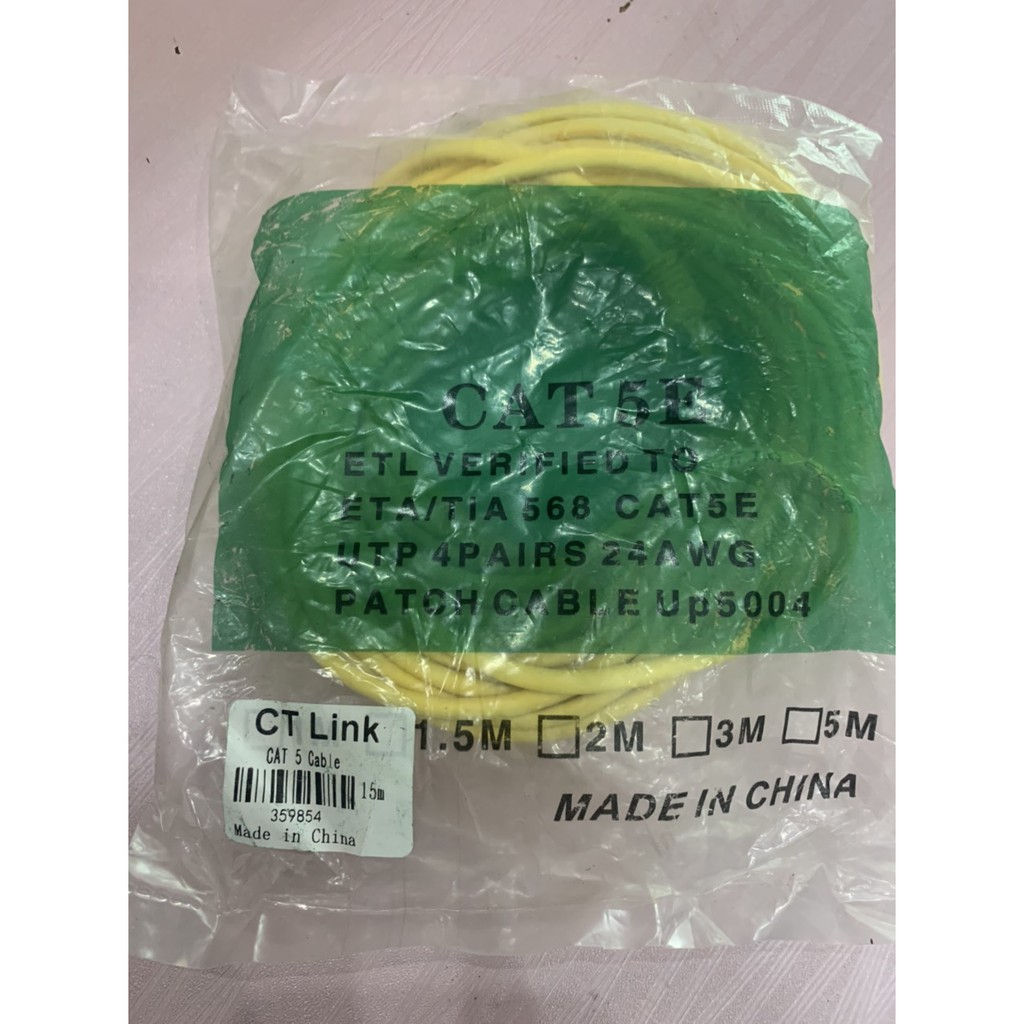 CAT 5E
ETL VERIFIED TO
ETA/TIA 568 CAT5E
UTP 4PAIRS 24AWG
PATCH CABLE Up5004
1.5M 2M 3M 5M
MADE IN CHINA
CT Link
CAT 5 Cable
15m
359854
Made in China